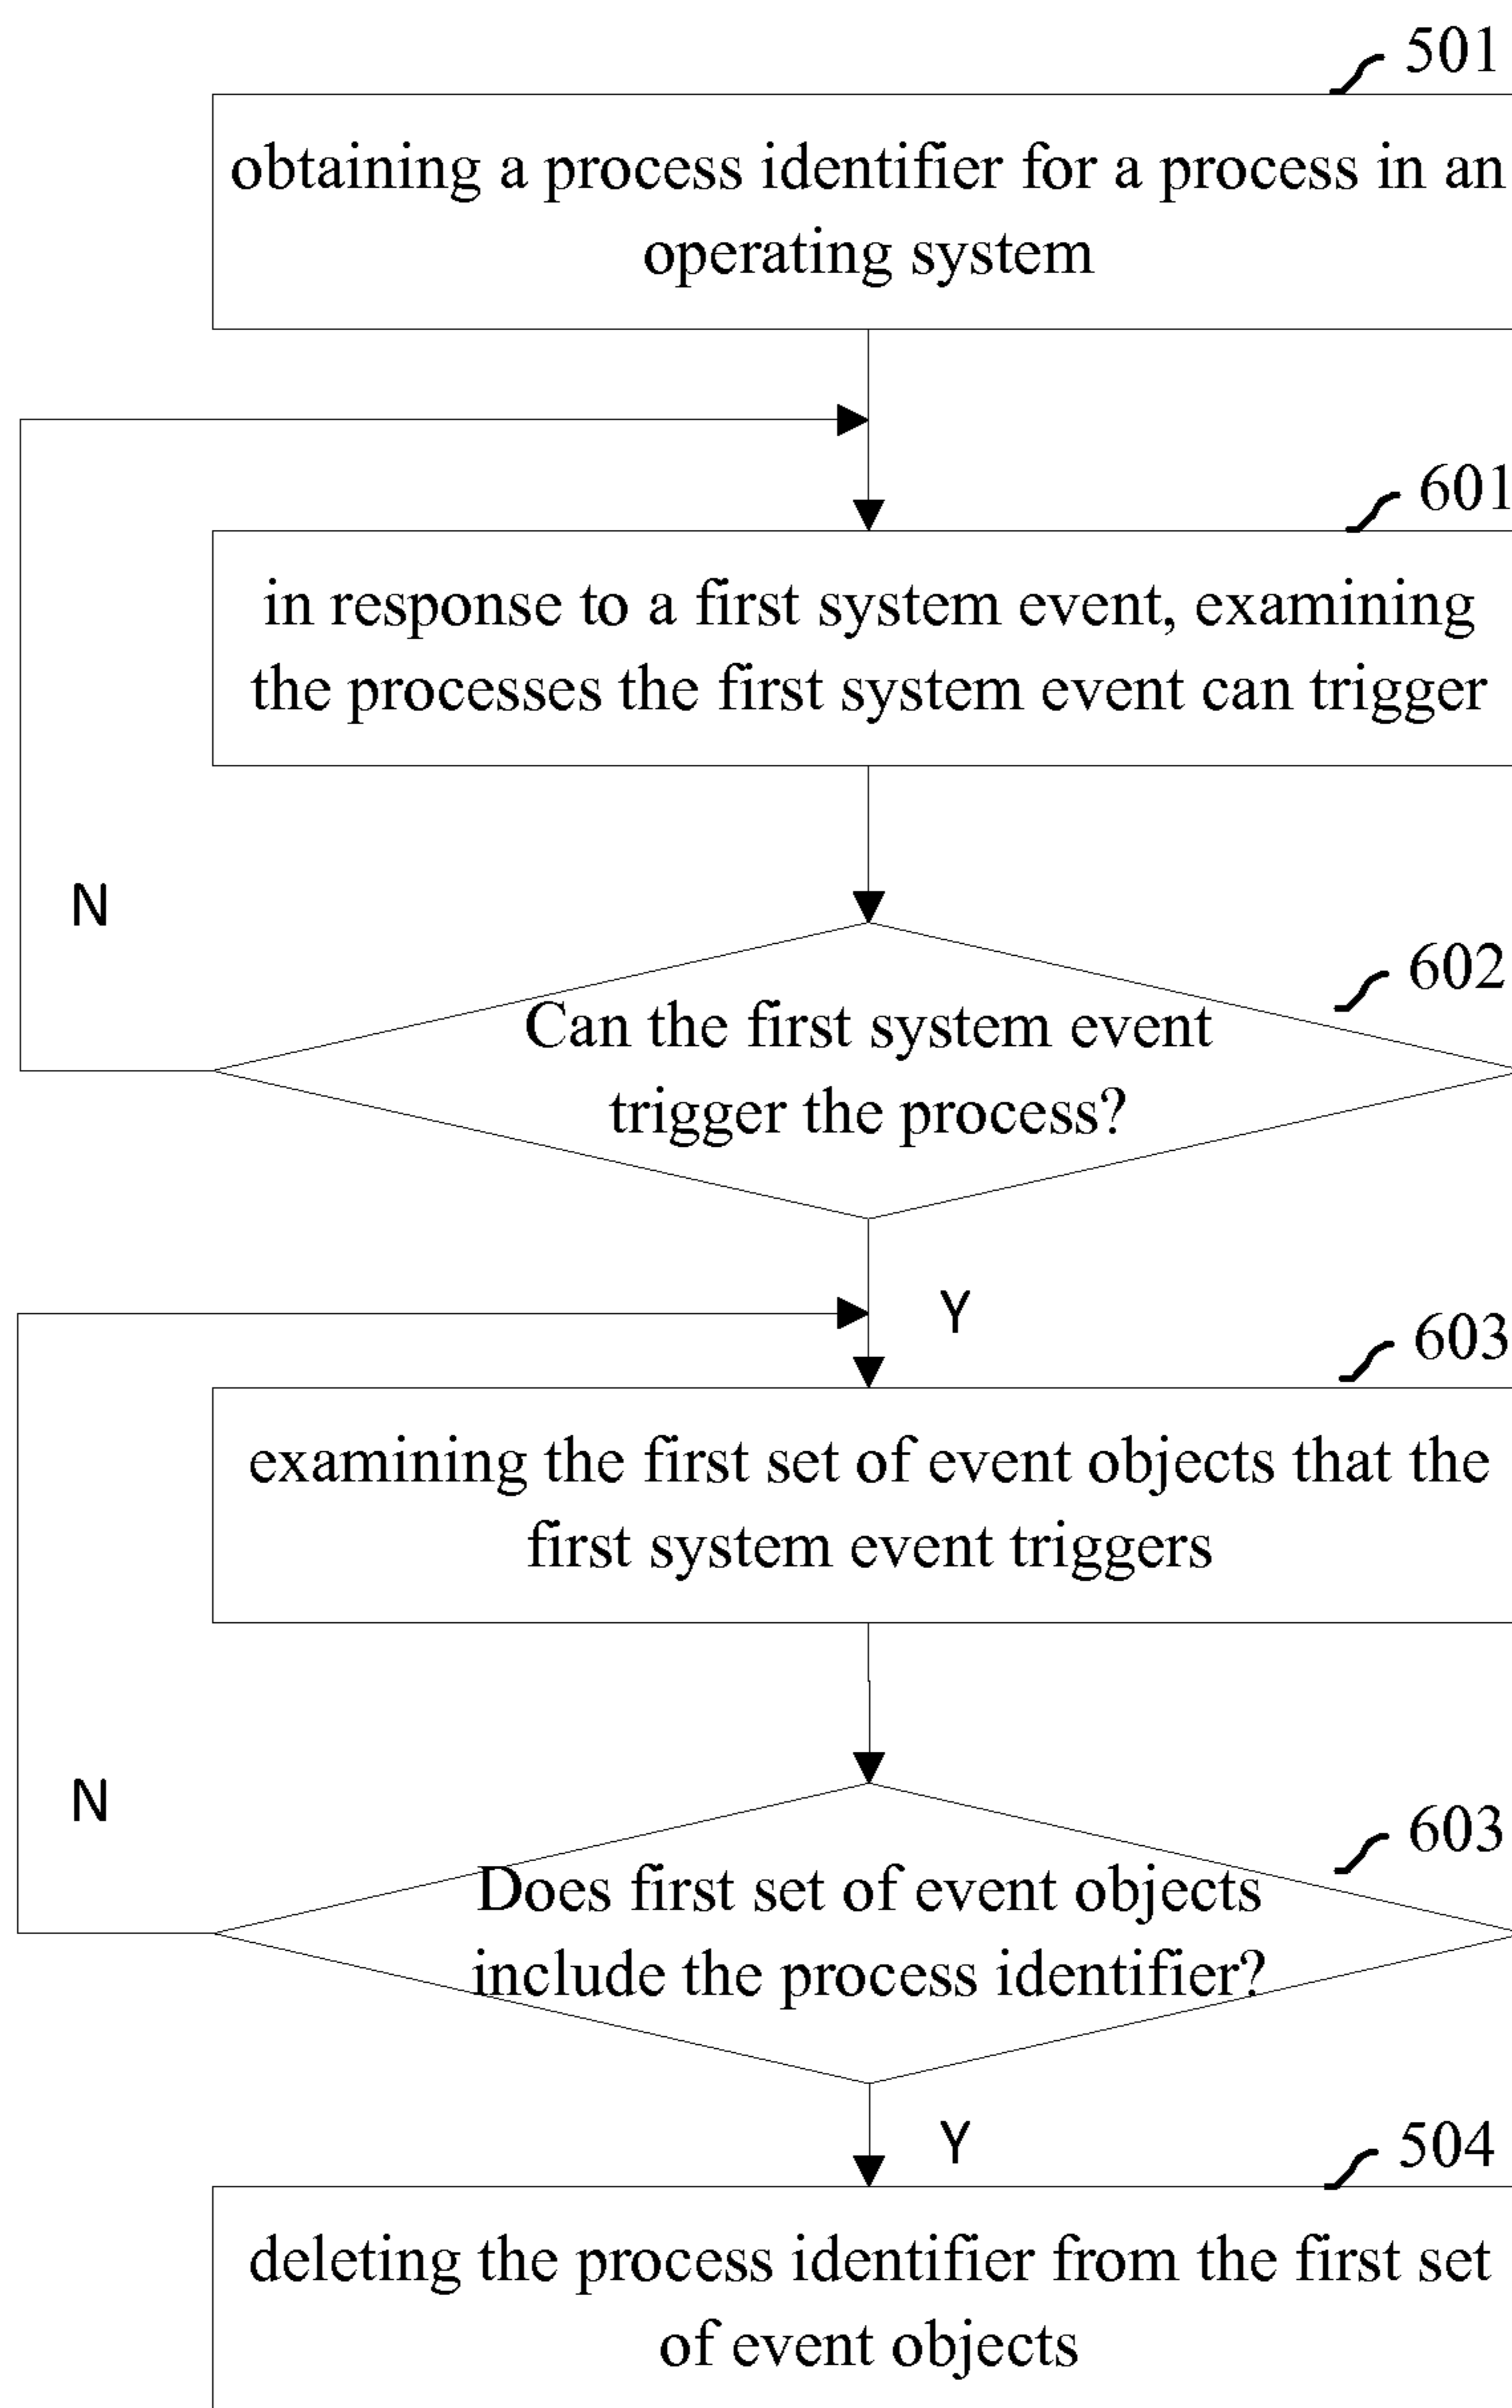 501
obtaining a process identifier for a process in an
operating system
601
in response to a first system event, examining
the processes the first system event can trigger
N
602
Can the first system event
trigger the process?
Y
603
examining the first set of event objects that the
first system event triggers
N
603
Does first set of event objects
include the process identifier?
Y
504
deleting the process identifier from the first set
of event objects